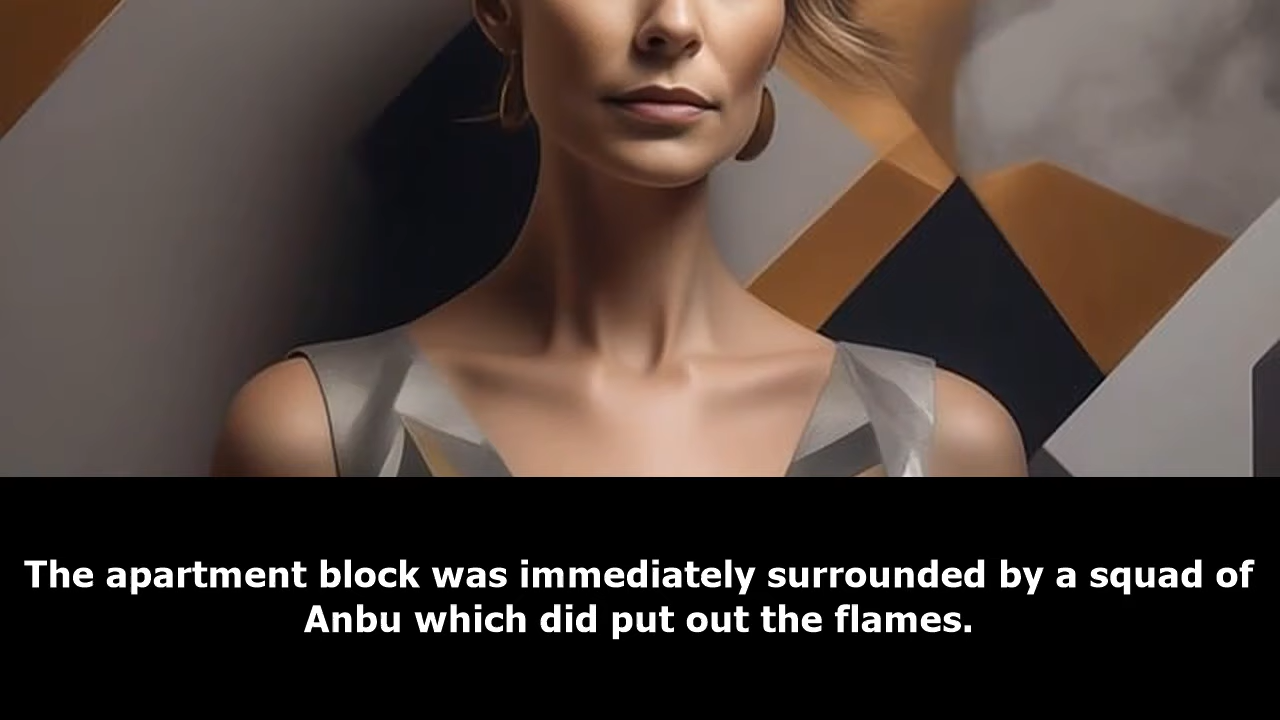 The apartment block was immediately surrounded by a squad of
Anbu which did put out the flames.